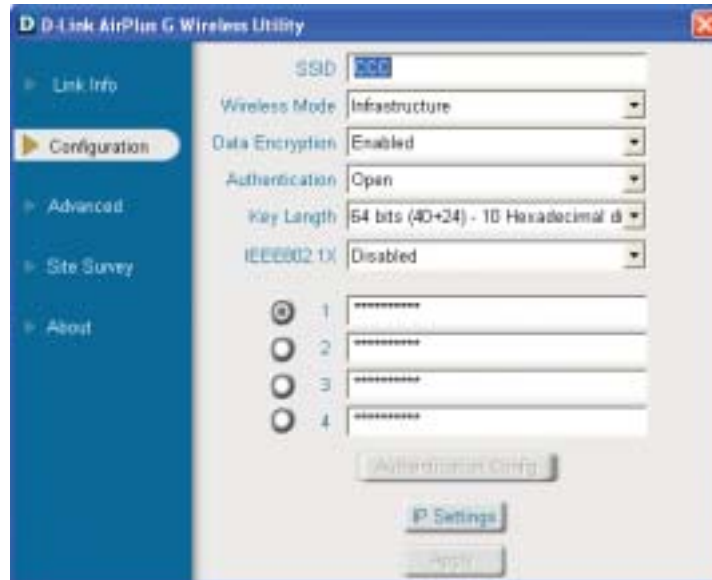 D D-Link AirPlus G Wireless Utility
Link Info
Configuration
Advanced
Site Survey
About
SSID CCC
Wireless Mode Infrastructure
Data Encryption Enabled
Authentication Open
Key Length 64 bits (40+24) - 10 Hexadecimal di
IEEE802.1X Disabled
1 **********
2 **********
3 **********
4 **********
Authentication Config
IP Settings
Apply